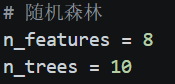 # 随机森林
n_features = 8
n_trees = 10